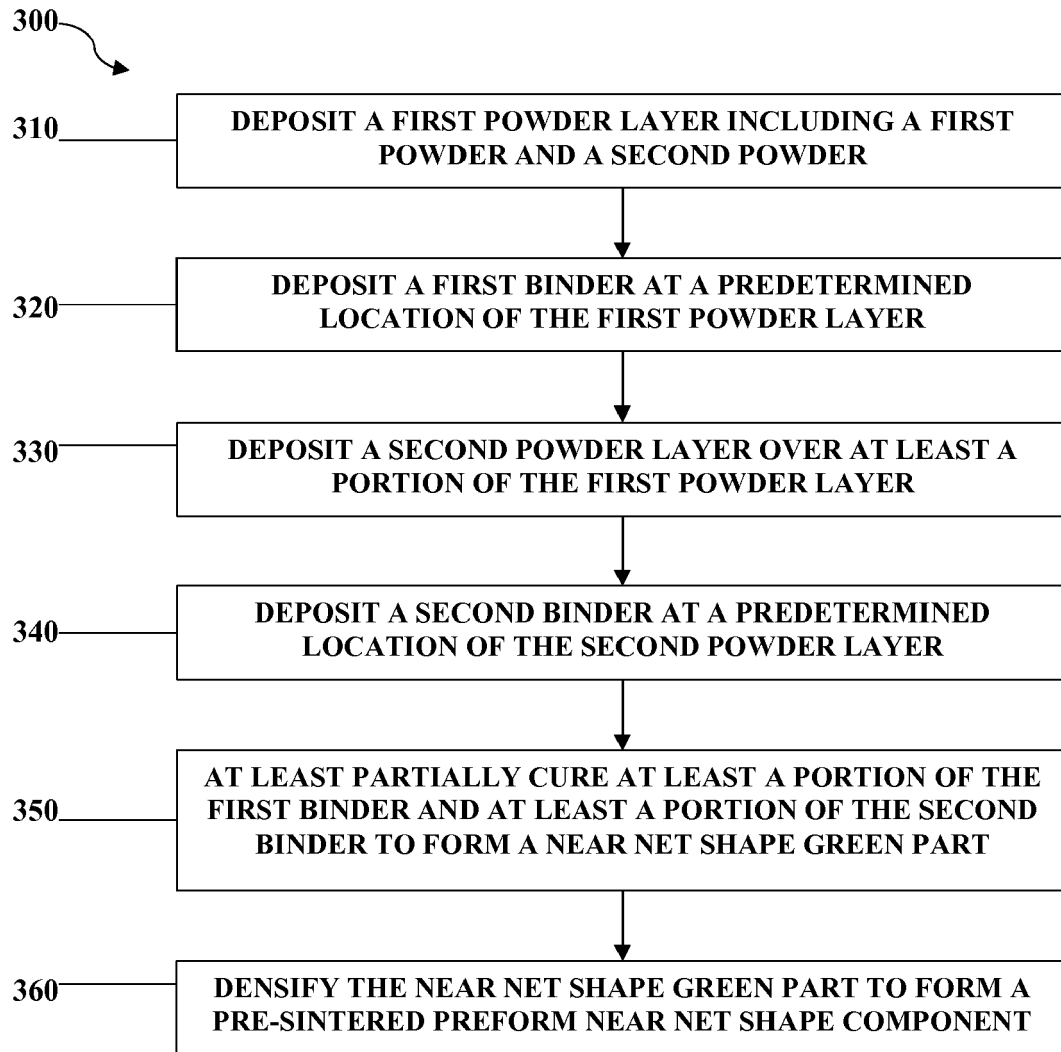 300
310
DEPOSIT A FIRST POWDER LAYER INCLUDING A FIRST
POWDER AND A SECOND POWDER
320
DEPOSIT A FIRST BINDER AT A PREDETERMINED
LOCATION OF THE FIRST POWDER LAYER
330
DEPOSIT A SECOND POWDER LAYER OVER AT LEAST A
PORTION OF THE FIRST POWDER LAYER
340
DEPOSIT A SECOND BINDER AT A PREDETERMINED
LOCATION OF THE SECOND POWDER LAYER
350
AT LEAST PARTIALLY CURE AT LEAST A PORTION OF THE
FIRST BINDER AND AT LEAST A PORTION OF THE SECOND
BINDER TO FORM A NEAR NET SHAPE GREEN PART
360
DENSIFY THE NEAR NET SHAPE GREEN PART TO FORM A
PRE-SINTERED PREFORM NEAR NET SHAPE COMPONENT